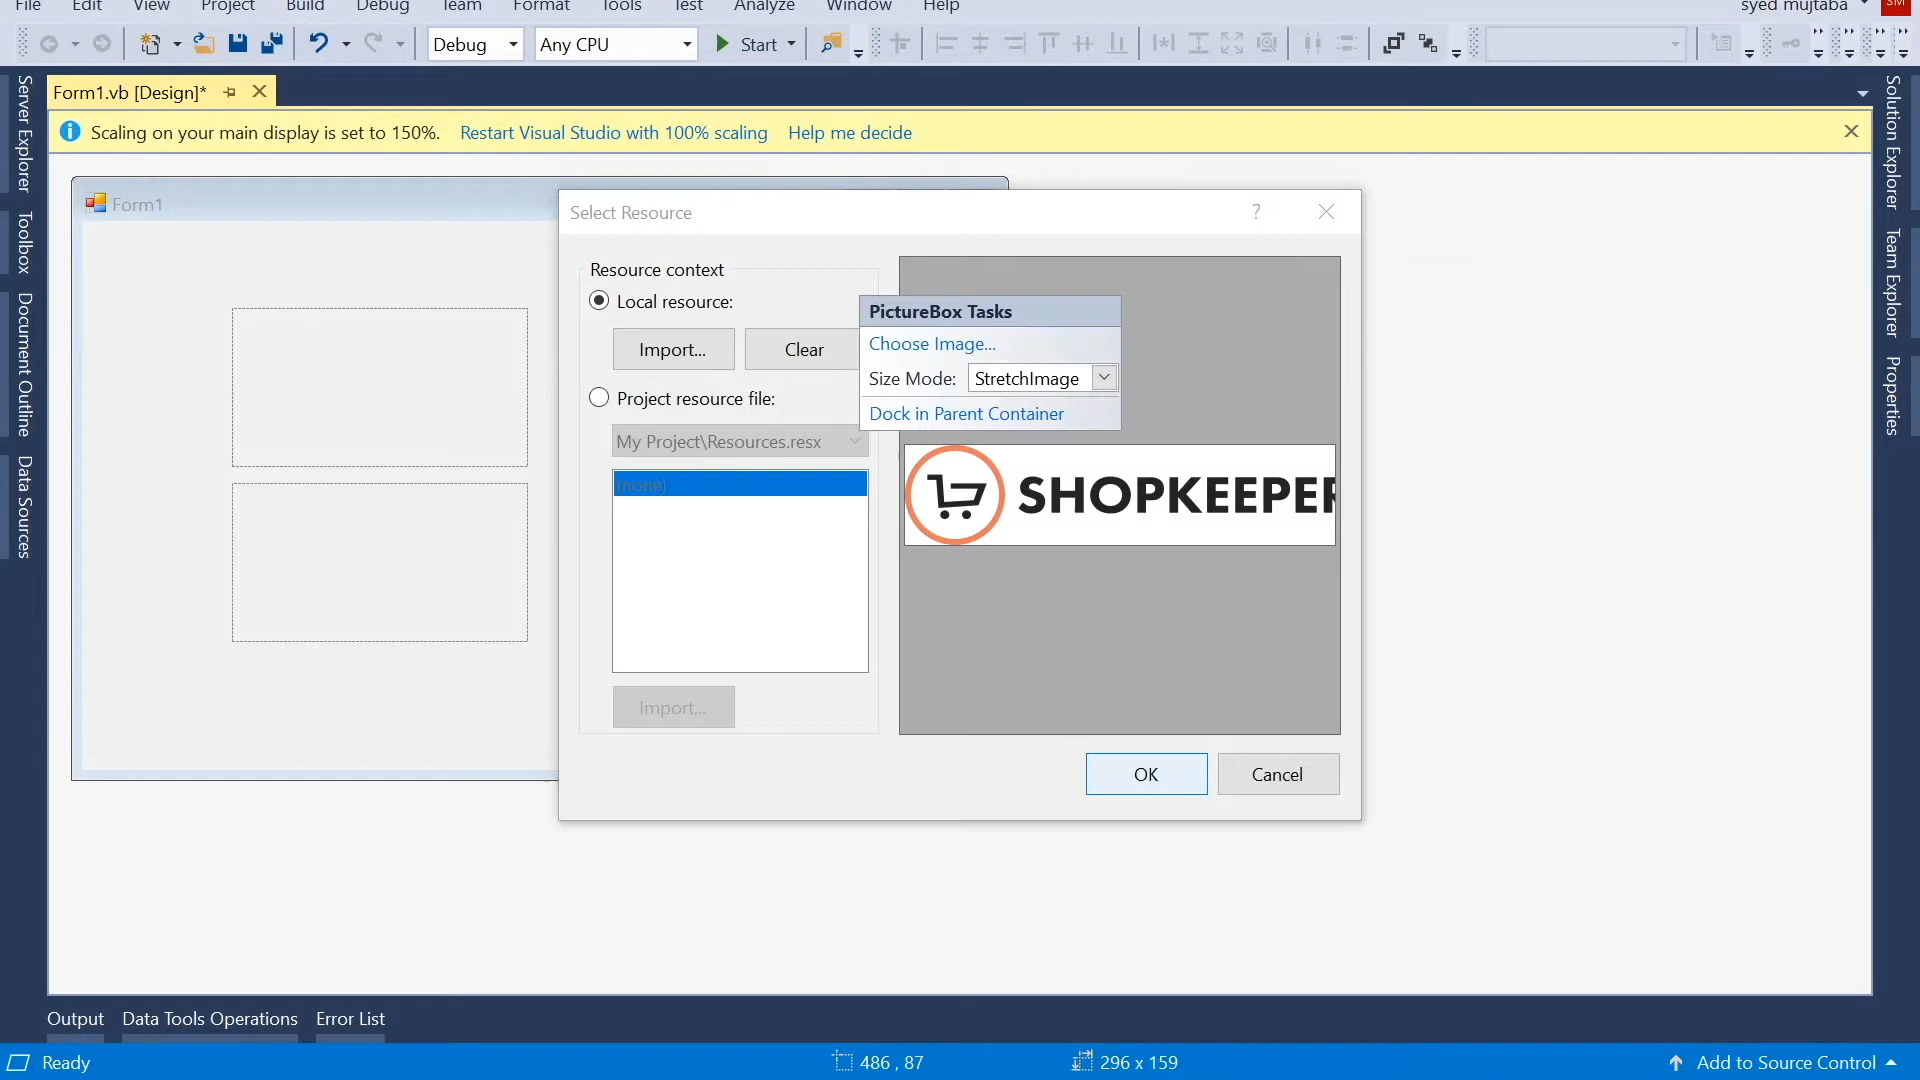 File Edit View Project Build Debug Team Format Tools Test Analyze Window Help syed mujtaba SM
Debug Any CPU Start
Form1.vb [Design]*
Scaling on your main display is set to 150%. Restart Visual Studio with 100% scaling Help me decide
Server Explorer
Toolbox
Document Outline
Data Sources
Form1
Select Resource ?
Resource context
Local resource:
Import... Clear
Project resource file:
My Project\Resources.resx
(none)
Import...
PictureBox Tasks
Choose Image...
Size Mode: StretchImage
Dock in Parent Container
SHOPKEEPER
OK Cancel
Solution Explorer
Team Explorer
Properties
Output Data Tools Operations Error List
Ready 486 , 87 296 x 159 Add to Source Control